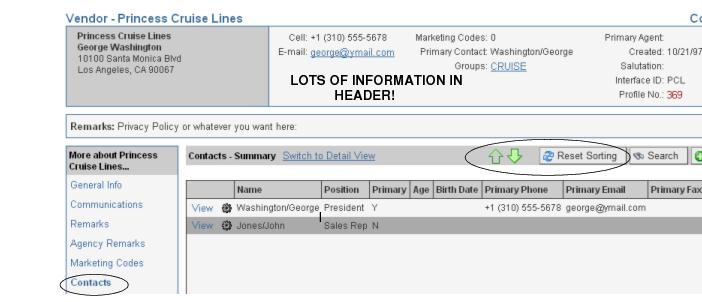 Vendor - Princess Cruise Lines
Princess Cruise Lines
George Washington
10100 Santa Monica Blvd
Los Angeles, CA 90067
Cell: +1 (310) 555-5678
E-mail: george@ymail.com
Marketing Codes: 0
Primary Contact: Washington/George
Groups: CRUISE
Primary Agent:
Created: 10/21/97
Salutation:
Interface ID: PCL
Profile No.: 369
LOTS OF INFORMATION IN
HEADER!
Remarks: Privacy Policy or whatever you want here:
More about Princess
Cruise Lines...
General Info
Communications
Remarks
Agency Remarks
Marketing Codes
Contacts
Contacts - Summary Switch to Detail View Reset Sorting Search
Name Position Primary Age Birth Date Primary Phone Primary Email Primary Fax
View Washington/George President Y +1 (310) 555-5678 george@ymail.com
View Jones/John Sales Rep N